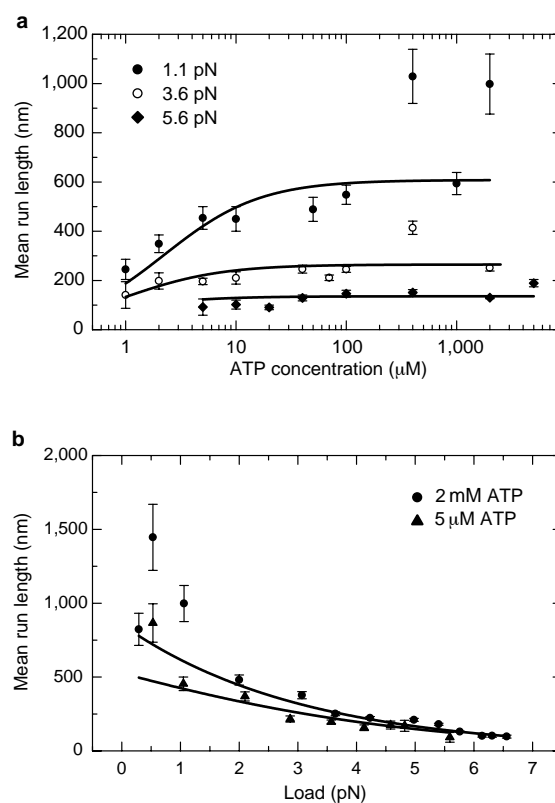 a
1,200
1,000
800
600
400
200
0
1.1 pN
3.6 pN
5.6 pN
Mean run length (nm)
1 10 100 1,000
ATP concentration (μM)
b
2,000
1,500
1,000
500
0
2 mM ATP
5 μM ATP
Mean run length (nm)
0 1 2 3 4 5 6 7
Load (pN)